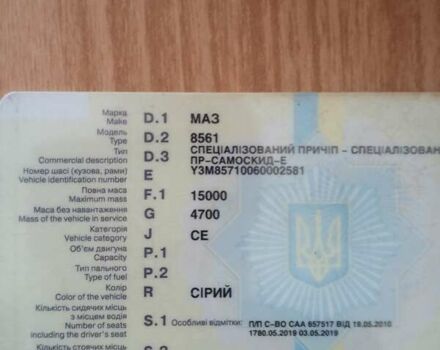 Марка D.1 МАЗ
Make
Модель D.2 8561
Type
Тип D.3 СПЕЦІАЛІЗОВАНИЙ ПРИЧІП - СПЕЦІАЛІЗОВАН
Commercial description ПР-САМОСКИД-Е
Номер шасі (кузова, рами) E Y3M85710060002581
Vehicle identification number
Повна маса F.1 15000
Maximum mass
Маса без навантаження G 4700
Mass of the vehicle in service
Категорія J CE
Vehicle category
Об'єм двигуна P.1
Capacity
Тип пального P.2
Type of fuel
Колір R СІРИЙ
Color of the vehicle
Кількість сидячих місць
з місцем водія S.1 Особливі відмітки: П/П С-ВО САА 657517 ВІД 19.05.2010
Number of seats 1780.05.2019 03.05.2019
including the driver's seat
Кількість стоячих місць